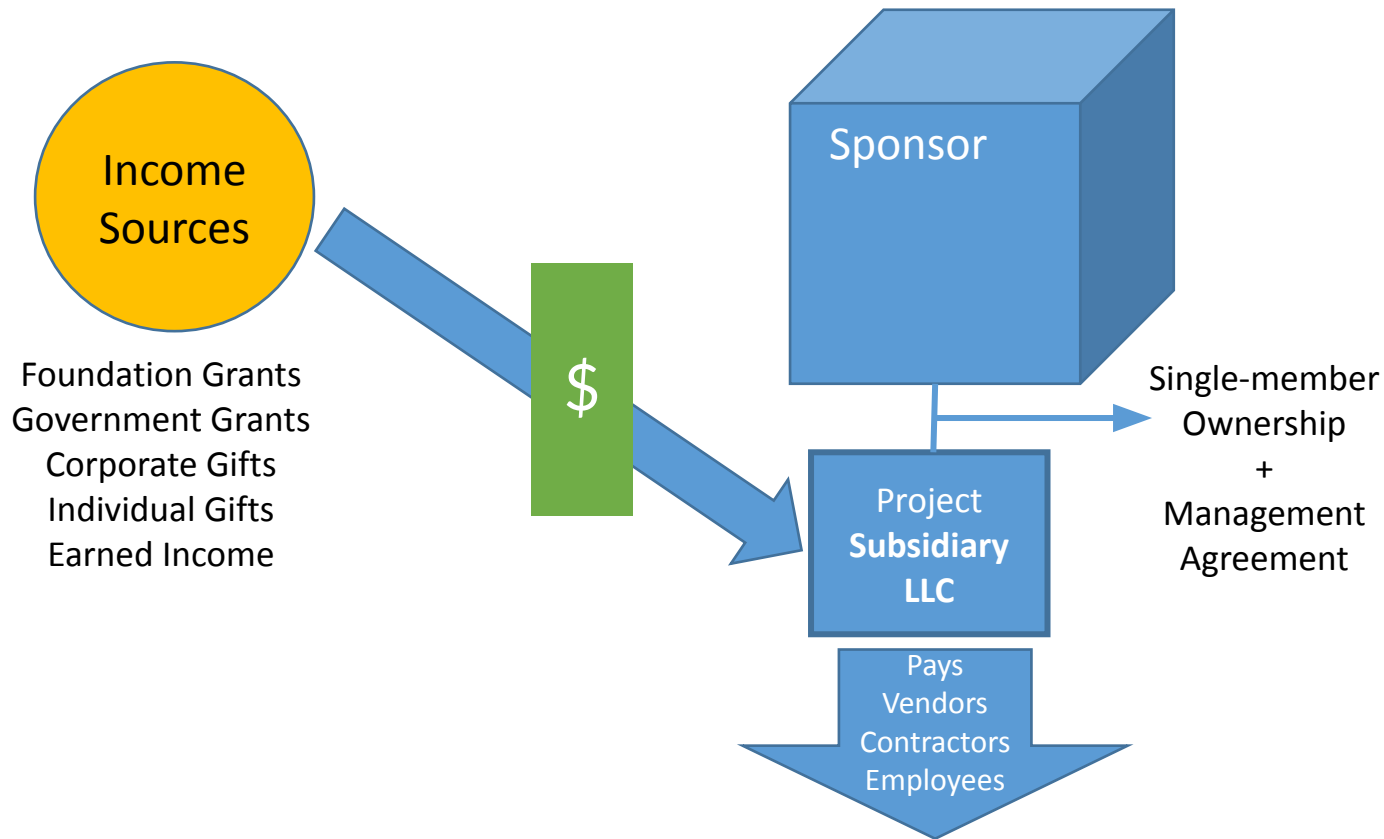 Income
Sources
Foundation Grants
Government Grants
Corporate Gifts
Individual Gifts
Earned Income
$
Sponsor
Single-member
Ownership
+
Management
Agreement
Project
Subsidiary
LLC
Pays
Vendors
Contractors
Employees